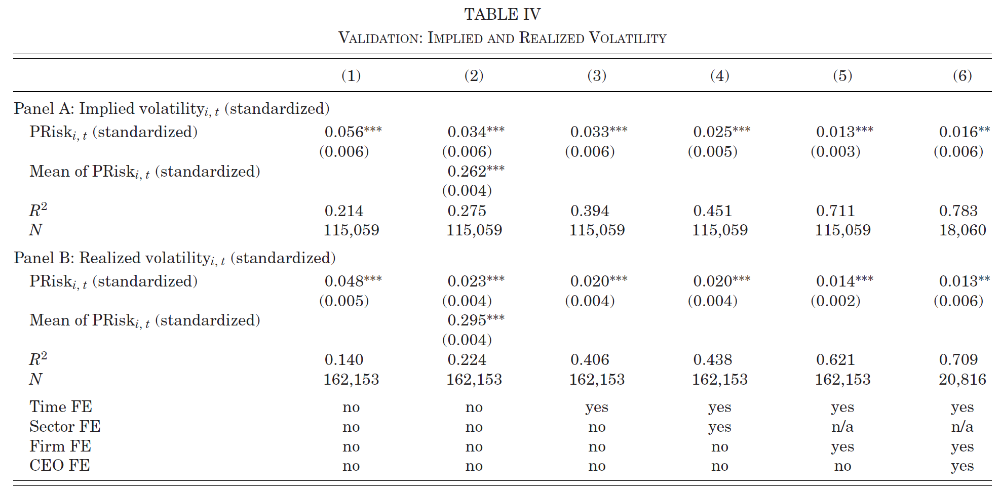 TABLE IV
VALIDATION: IMPLIED AND REALIZED VOLATILITY
(1) (2) (3) (4) (5) (6)
Panel A: Implied volatility_{i, t} (standardized)
PRisk_{i, t} (standardized) 0.056*** 0.034*** 0.033*** 0.025*** 0.013*** 0.016**
(0.006) (0.006) (0.006) (0.005) (0.003) (0.006)
Mean of PRisk_{i, t} (standardized) 0.262***
(0.004)
R² 0.214 0.275 0.394 0.451 0.711 0.783
N 115,059 115,059 115,059 115,059 115,059 18,060
Panel B: Realized volatility_{i, t} (standardized)
PRisk_{i, t} (standardized) 0.048*** 0.023*** 0.020*** 0.020*** 0.014*** 0.013**
(0.005) (0.004) (0.004) (0.004) (0.002) (0.006)
Mean of PRisk_{i, t} (standardized) 0.295***
(0.004)
R² 0.140 0.224 0.406 0.438 0.621 0.709
N 162,153 162,153 162,153 162,153 162,153 20,816
Time FE no no yes yes yes yes
Sector FE no no no yes n/a n/a
Firm FE no no no no yes yes
CEO FE no no no no no yes